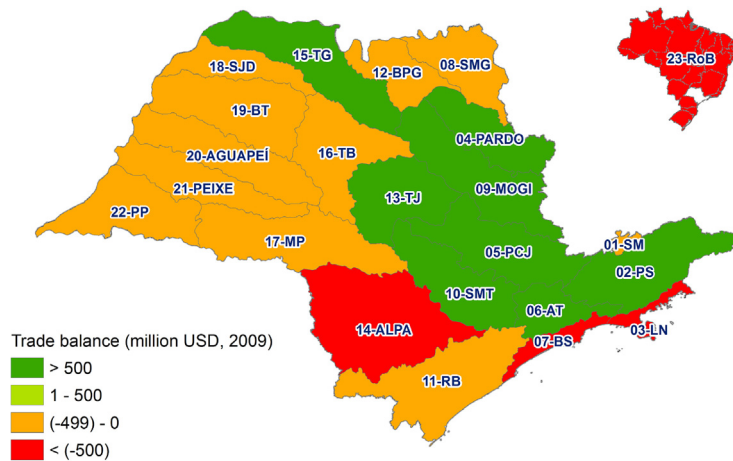 15-TG
18-SJD
12-BPG
08-SMG
23-RoB
19-BT
04-PARDO
16-TB
20-AGUAPEÍ
21-PEIXE
13-TJ
09-MOGI
22-PP
17-MP
05-PCJ
01-SM
02-PS
10-SMT
06-AT
14-ALPA
07-BS
03-LN
11-RB
Trade balance (million USD, 2009)
> 500
1 - 500
(-499) - 0
< (-500)